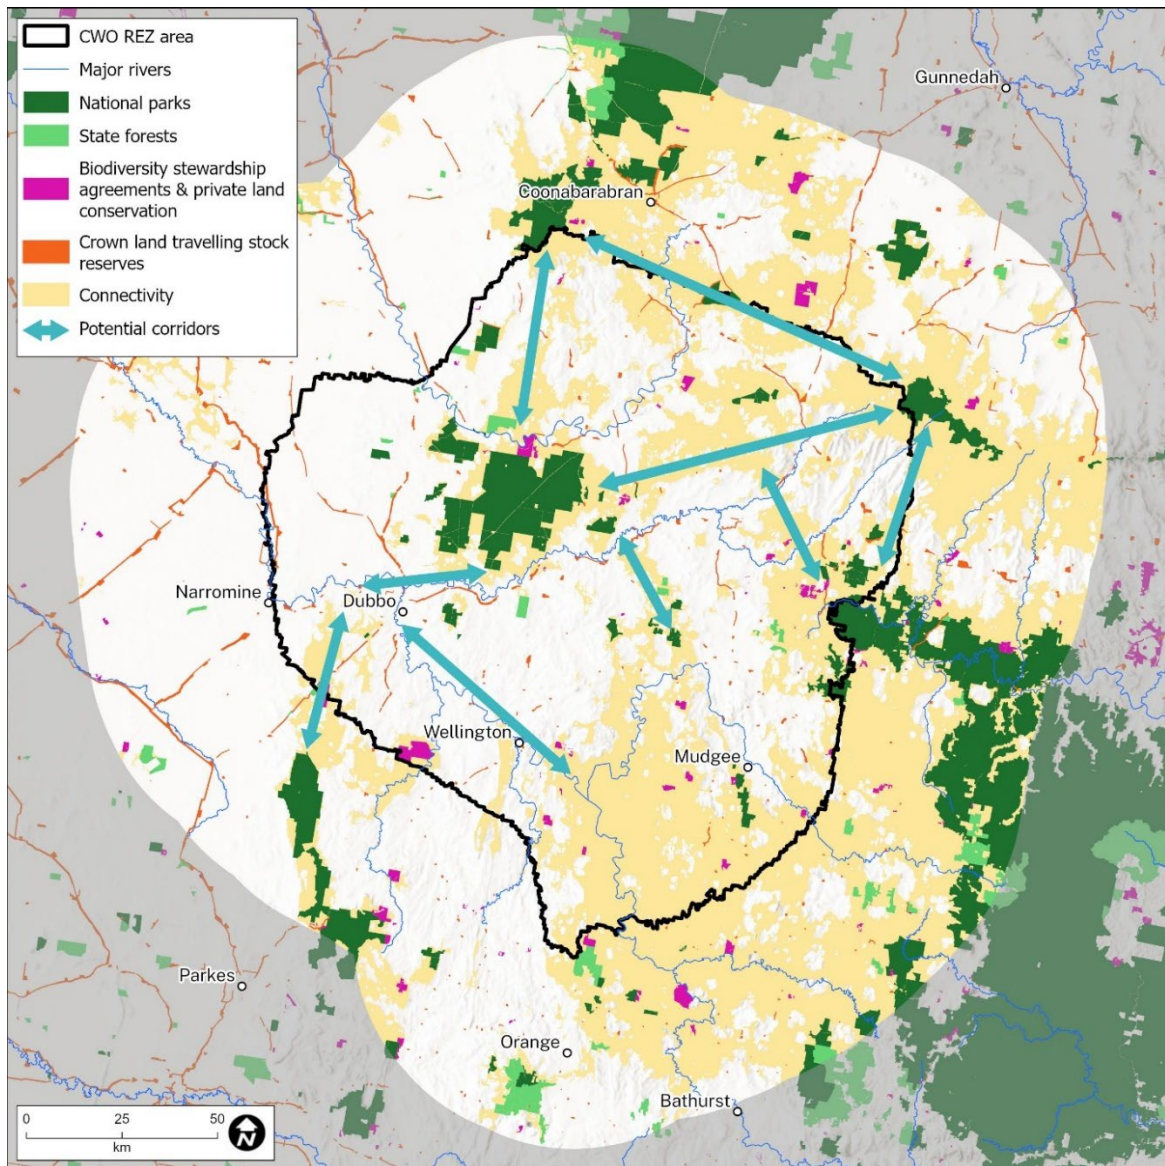 CWO REZ area
Major rivers
National parks
State forests
Biodiversity stewardship
agreements & private land
conservation
Crown land travelling stock
reserves
Connectivity
Potential corridors
Gunnedah
Coonabarabran
Narromine
Dubbo
Wellington
Mudgee
Parkes
Orange
Bathurst
0 25 50
km
N